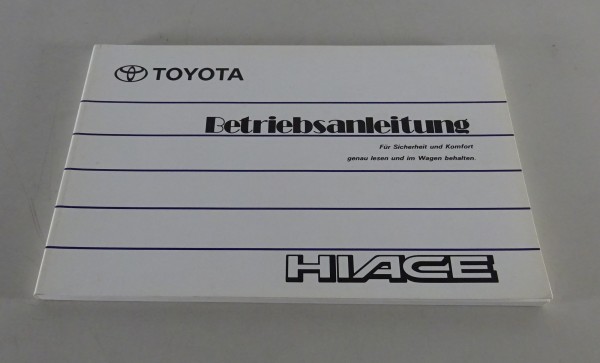 TOYOTA
Betriebsanleitung
Für Sicherheit und Komfort
genau lesen und im Wagen behalten.
HIACE